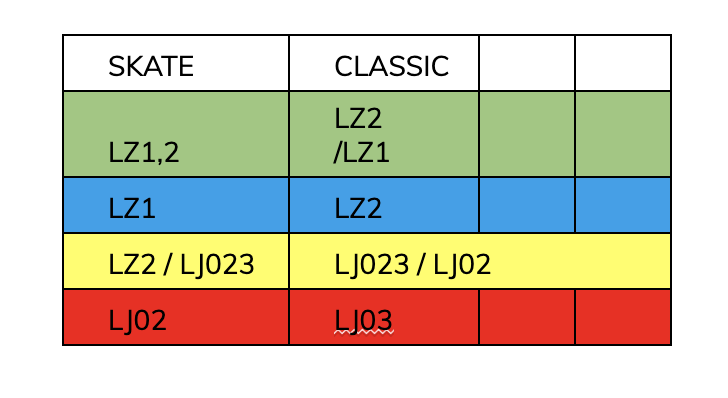 SKATE CLASSIC
LZ1,2 LZ2
/LZ1
LZ1 LZ2
LZ2 / LJ023 LJ023 / LJ02
LJ02 LJ03